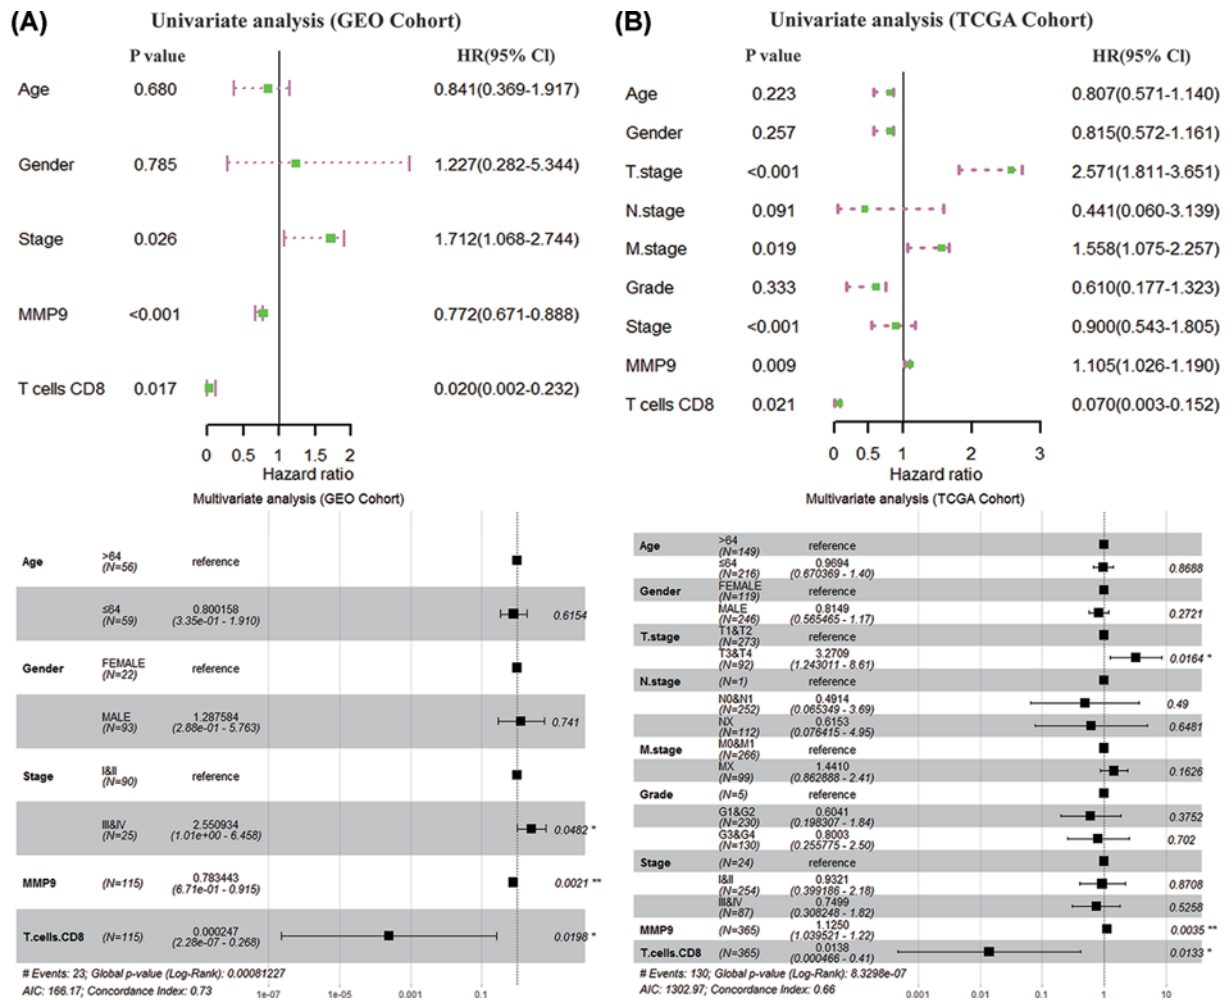 (A)
Univariate analysis (GEO Cohort)
P value HR(95% CI)
Age 0.680 0.841(0.369-1.917)
Gender 0.785 1.227(0.282-5.344)
Stage 0.026 1.712(1.068-2.744)
MMP9 <0.001 0.772(0.671-0.888)
T cells CD8 0.017 0.020(0.002-0.232)
0 0.5 1 1.5 2
Hazard ratio
Multivariate analysis (GEO Cohort)
Age >64 reference
(N=56)
≤64 0.800158 0.6154
(N=59) (3.35e-01 - 1.910)
Gender FEMALE reference
(N=22)
MALE 1.287584 0.741
(N=93) (2.88e-01 - 5.763)
Stage I&II reference
(N=90)
III&IV 2.550934 0.0482 *
(N=25) (1.01e+00 - 6.458)
MMP9 (N=115) 0.783443 0.0021 **
(6.71e-01 - 0.915)
T.cells.CD8 (N=115) 0.000247 0.0198 *
(2.28e-07 - 0.268)
# Events: 23; Global p-value (Log-Rank): 0.00081227
AIC: 166.17; Concordance Index: 0.73
1e-07 1e-05 0.001 0.1
(B)
Univariate analysis (TCGA Cohort)
P value HR(95% CI)
Age 0.223 0.807(0.571-1.140)
Gender 0.257 0.815(0.572-1.161)
T.stage <0.001 2.571(1.811-3.651)
N.stage 0.091 0.441(0.060-3.139)
M.stage 0.019 1.558(1.075-2.257)
Grade 0.333 0.610(0.177-1.323)
Stage <0.001 0.900(0.543-1.805)
MMP9 0.009 1.105(1.026-1.190)
T cells CD8 0.021 0.070(0.003-0.152)
0 0.5 1 2 3
Hazard ratio
Multivariate analysis (TCGA Cohort)
Age >64 reference
(N=149)
≤64 0.9694 0.8688
(N=216) (0.670369 - 1.40)
Gender FEMALE reference
(N=119)
MALE 0.8149 0.2721
(N=246) (0.565465 - 1.17)
T.stage T1&T2 reference
(N=273)
T3&T4 3.2709 0.0164 *
(N=92) (1.243011 - 8.61)
N.stage (N=1) reference
N0&N1 0.4914 0.49
(N=252) (0.065349 - 3.69)
NX 0.6153 0.6481
(N=112) (0.076415 - 4.95)
M.stage M0&M1 reference
(N=266)
MX 1.4410 0.1626
(N=99) (0.862888 - 2.41)
Grade (N=5) reference
G1&G2 0.6041 0.3752
(N=230) (0.198307 - 1.84)
G3&G4 0.8003 0.702
(N=130) (0.255775 - 2.50)
Stage (N=24) reference
I&II 0.9321 0.8708
(N=254) (0.399186 - 2.18)
III&IV 0.7499 0.5258
(N=87) (0.308248 - 1.82)
MMP9 (N=365) 1.1250 0.0035 **
(1.039521 - 1.22)
T.cells.CD8 (N=365) 0.0138 0.0133 *
(0.000466 - 0.41)
# Events: 130; Global p-value (Log-Rank): 8.3298e-07
AIC: 1302.97; Concordance Index: 0.66
0.001 0.01 0.1 1 10